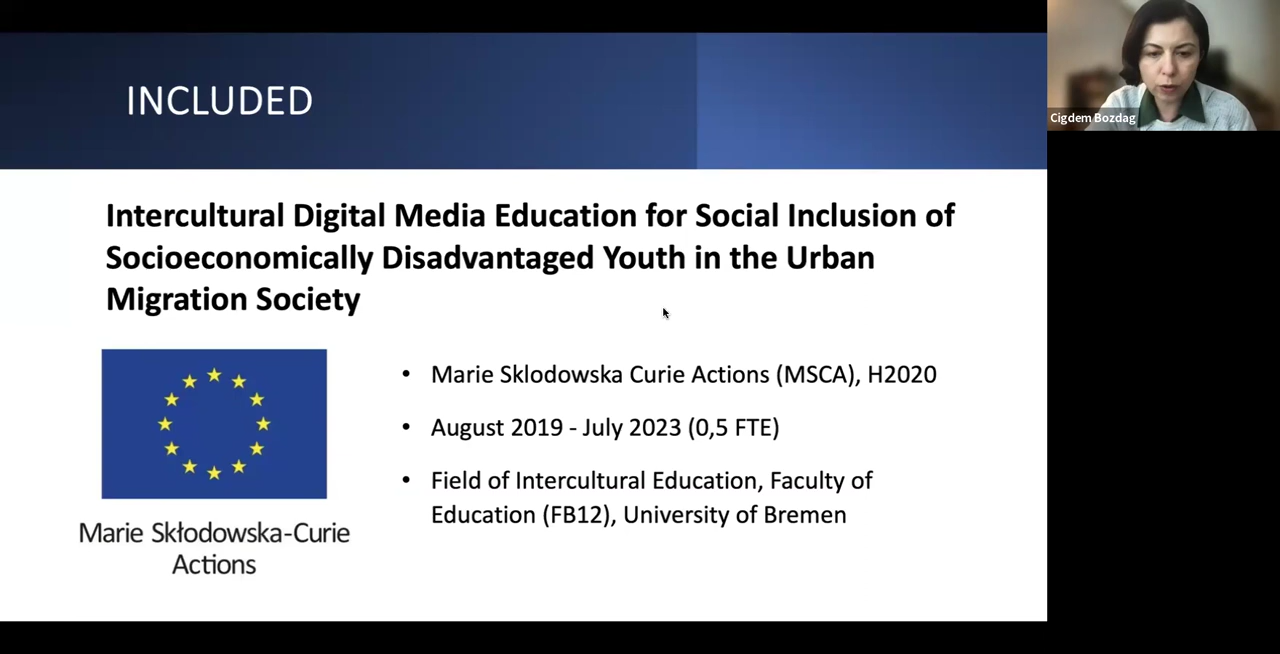 INCLUDED
Cigdem Bozdag
Intercultural Digital Media Education for Social Inclusion of
Socioeconomically Disadvantaged Youth in the Urban
Migration Society
• Marie Sklodowska Curie Actions (MSCA), H2020
• August 2019 - July 2023 (0,5 FTE)
• Field of Intercultural Education, Faculty of
Education (FB12), University of Bremen
Marie Skłodowska-Curie
Actions